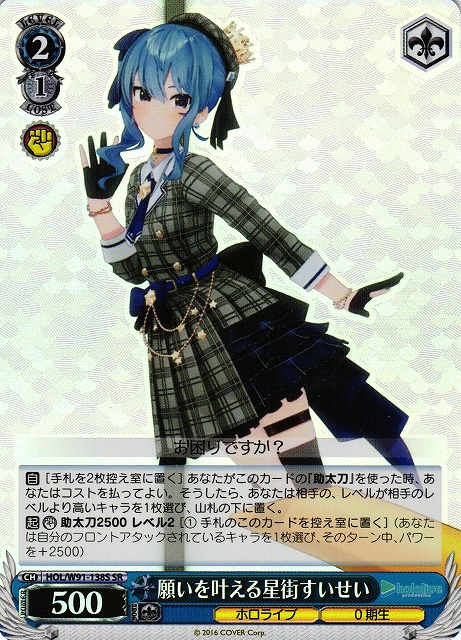 LEVEL
2
1
COST
お困りですか？
自 [手札を2枚控え室に置く] あなたがこのカードの『助太刀』を使った時、あ
なたはコストを払ってよい。そうしたら、あなたは相手の、レベルが相手の
レベルより高いキャラを1枚選び、山札の下に置く。
起 助太刀2500 レベル2 [① 手札のこのカードを控え室に置く] (あなたは
自分のフロントアタックされているキャラを1枚選び、そのターン中、パワー
を+2500)
CH HOL/W91-138S SR
POWER
500
願いを叶える星街すいせい
hololive
production
ホロライブ
0期生
© 2016 COVER Corp.